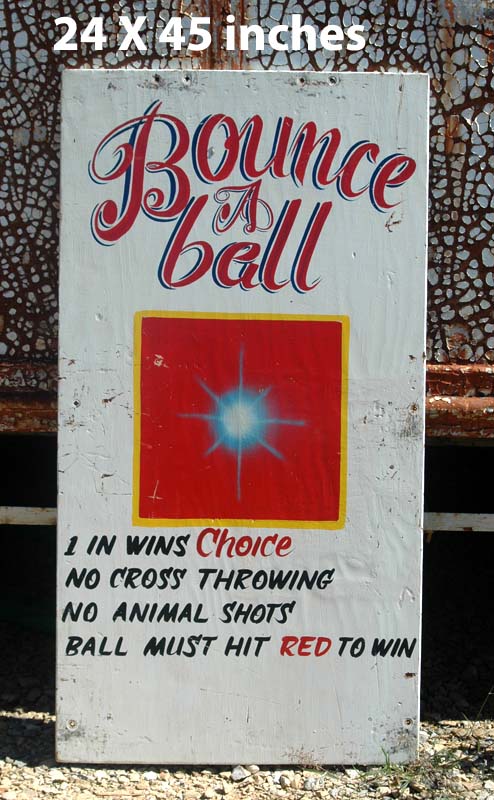 24 X 45 inches
Bounce
A
ball
1 IN WINS Choice
NO CROSS THROWING
NO ANIMAL SHOTS
BALL MUST HIT RED TO WIN